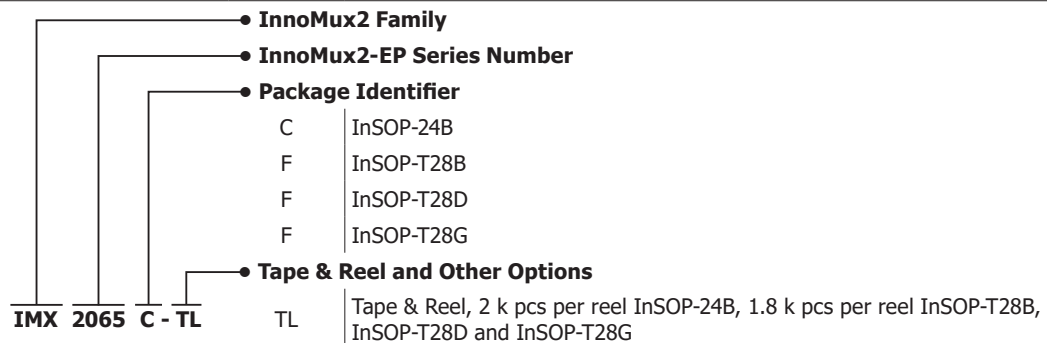 InnoMux2 Family
InnoMux2-EP Series Number
Package Identifier
C InSOP-24B
F InSOP-T28B
F InSOP-T28D
F InSOP-T28G
Tape & Reel and Other Options
IMX 2065 C - TL TL Tape & Reel, 2 k pcs per reel InSOP-24B, 1.8 k pcs per reel InSOP-T28B,
InSOP-T28D and InSOP-T28G